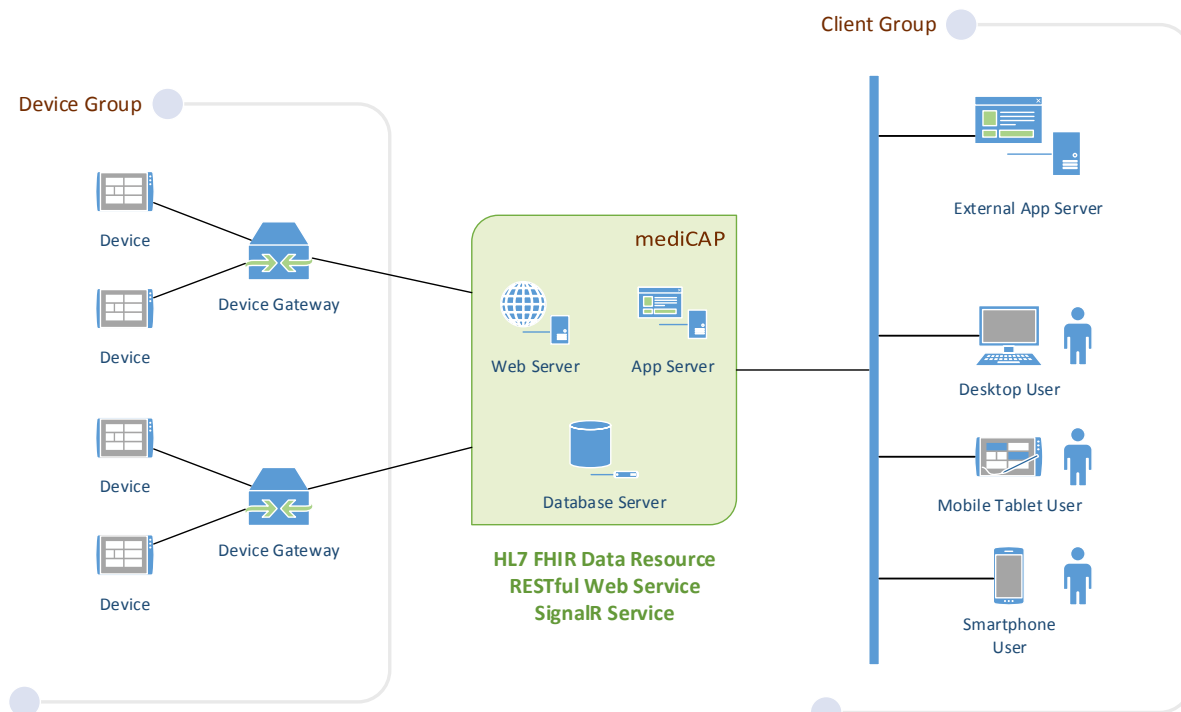 Client Group
Device Group
Device
Device
Device Gateway
Device
Device
Device Gateway
mediCAP
Web Server
App Server
Database Server
HL7 FHIR Data Resource
RESTful Web Service
SignalR Service
External App Server
Desktop User
Mobile Tablet User
Smartphone
User